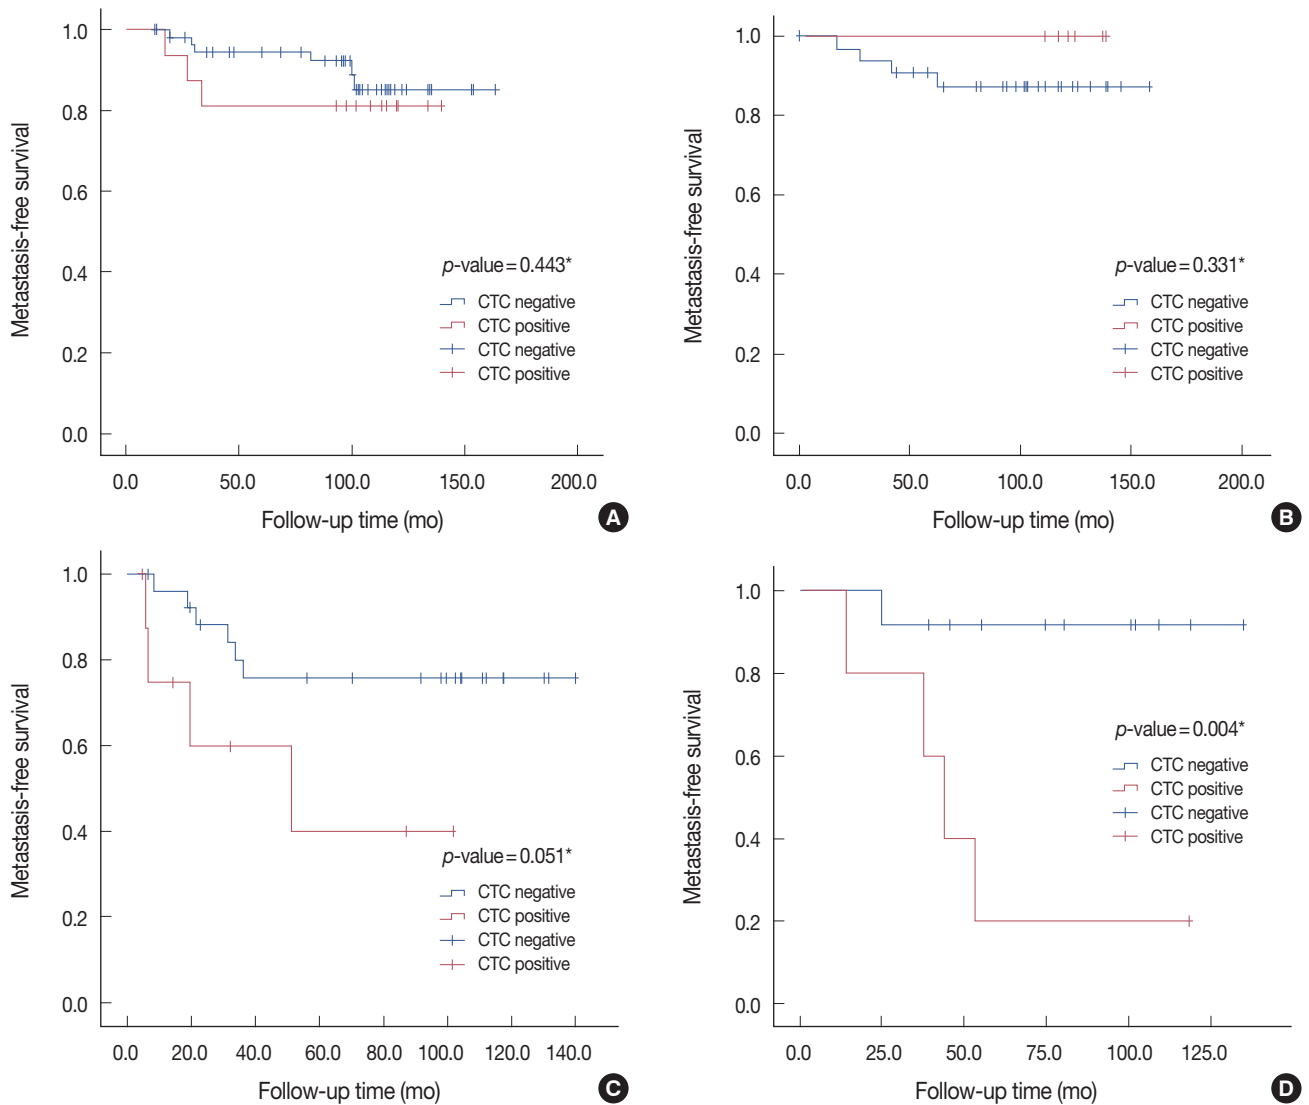 1.0
0.8
0.6
0.4
0.2
0.0
Metastasis-free survival
p-value=0.443*
CTC negative
CTC positive
CTC negative
CTC positive
0.0 50.0 100.0 150.0 200.0
Follow-up time (mo)
A
1.0
0.8
0.6
0.4
0.2
0.0
Metastasis-free survival
p-value=0.331*
CTC negative
CTC positive
CTC negative
CTC positive
0.0 50.0 100.0 150.0 200.0
Follow-up time (mo)
B
1.0
0.8
0.6
0.4
0.2
0.0
Metastasis-free survival
p-value=0.051*
CTC negative
CTC positive
CTC negative
CTC positive
0.0 20.0 40.0 60.0 80.0 100.0 120.0 140.0
Follow-up time (mo)
C
1.0
0.8
0.6
0.4
0.2
0.0
Metastasis-free survival
p-value=0.004*
CTC negative
CTC positive
CTC negative
CTC positive
0.0 25.0 50.0 75.0 100.0 125.0
Follow-up time (mo)
D